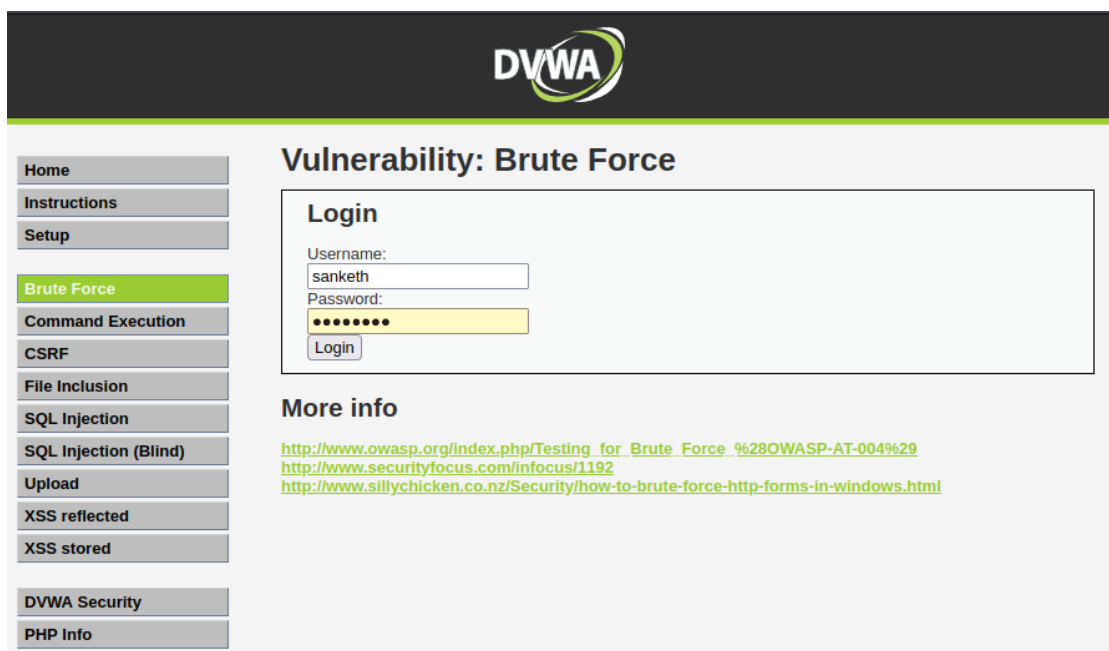 DVWA
Home
Instructions
Setup
Brute Force
Command Execution
CSRF
File Inclusion
SQL Injection
SQL Injection (Blind)
Upload
XSS reflected
XSS stored
DVWA Security
PHP Info
Vulnerability: Brute Force
Login
Username:
sanketh
Password:
●●●●●●●●
Login
More info
http://www.owasp.org/index.php/Testing_for_Brute_Force_%28OWASP-AT-004%29
http://www.securityfocus.com/infocus/1192
http://www.sillychicken.co.nz/Security/how-to-brute-force-http-forms-in-windows.html